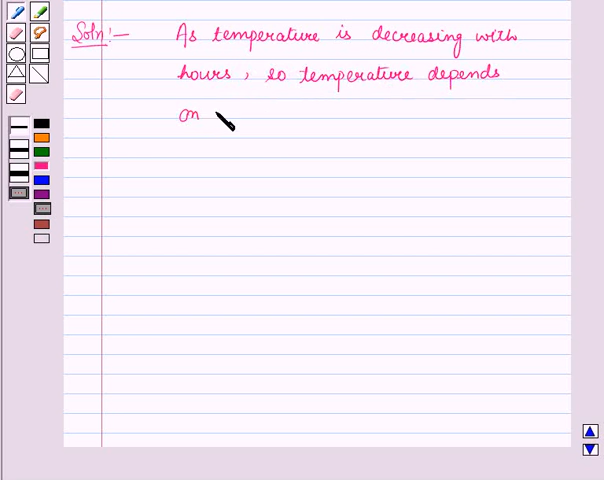 Soln:- As temperature is decreasing with
hours, so temperature depends
on